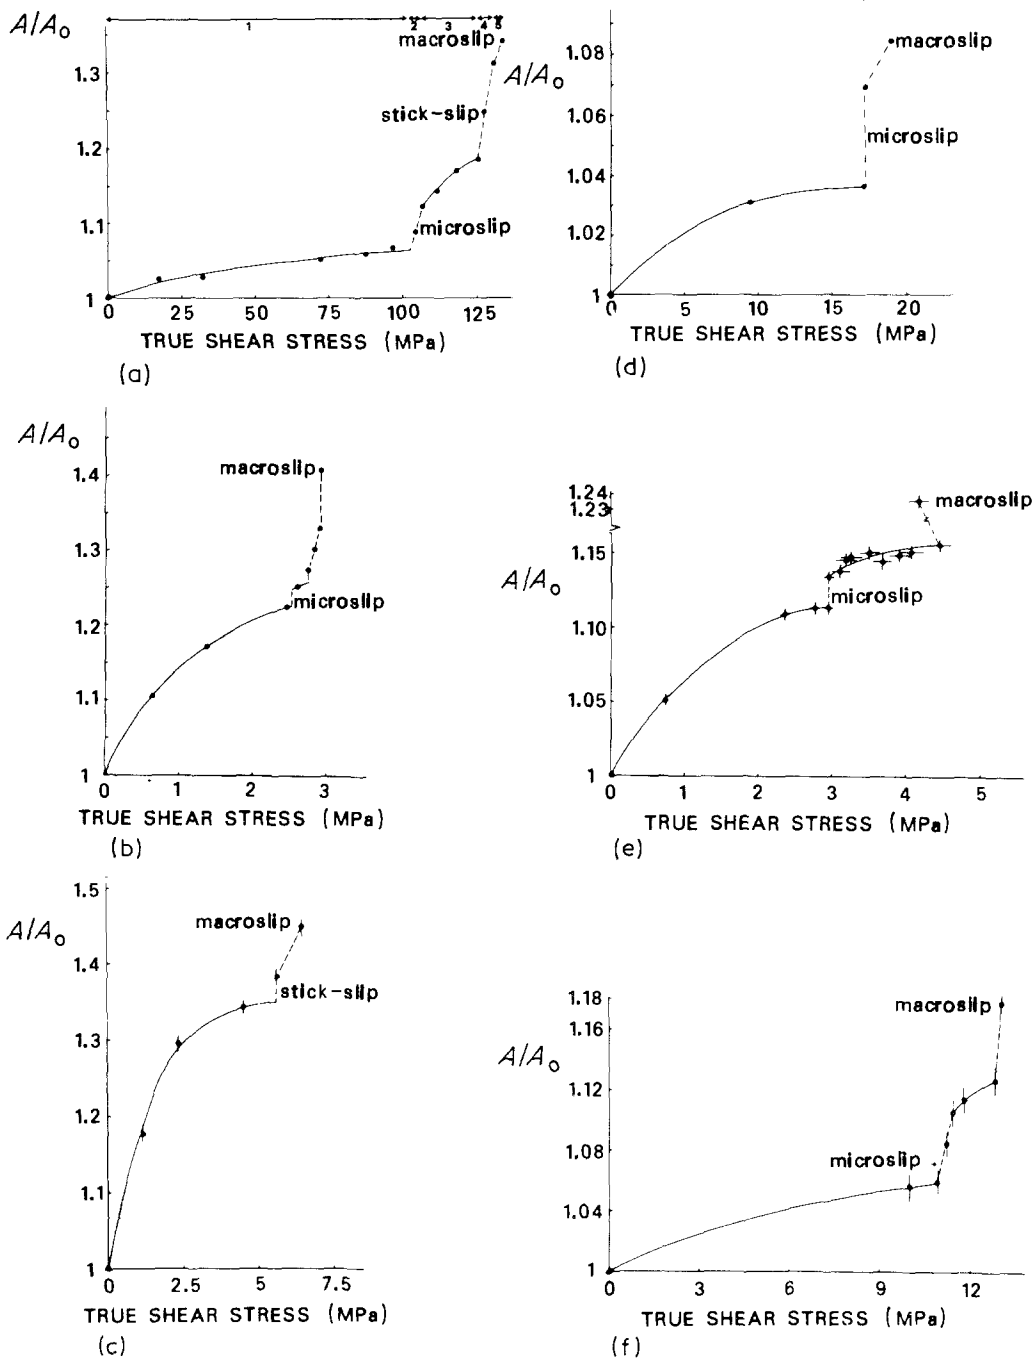 A/A₀
1 2 3 4 5
macroslip
1.3
stick-slip
1.2
1.1
microslip
1
0 25 50 75 100 125
TRUE SHEAR STRESS (MPa)
(a)
A/A₀
1.08
macroslip
1.06
microslip
1.04
1.02
1
0 5 10 15 20
TRUE SHEAR STRESS (MPa)
(d)
A/A₀
1.4
macroslip
1.3
1.2
microslip
1.1
1
0 1 2 3
TRUE SHEAR STRESS (MPa)
(b)
1.24
1.23
macroslip
1.15
A/A₀
microslip
1.10
1.05
1
0 1 2 3 4 5
TRUE SHEAR STRESS (MPa)
(e)
1.5
A/A₀
macroslip
1.4
stick-slip
1.3
1.2
1.1
1
0 2.5 5 7.5
TRUE SHEAR STRESS (MPa)
(c)
1.18
macroslip
1.16
A/A₀
1.12
1.08
microslip
1.04
1
0 3 6 9 12
TRUE SHEAR STRESS (MPa)
(f)